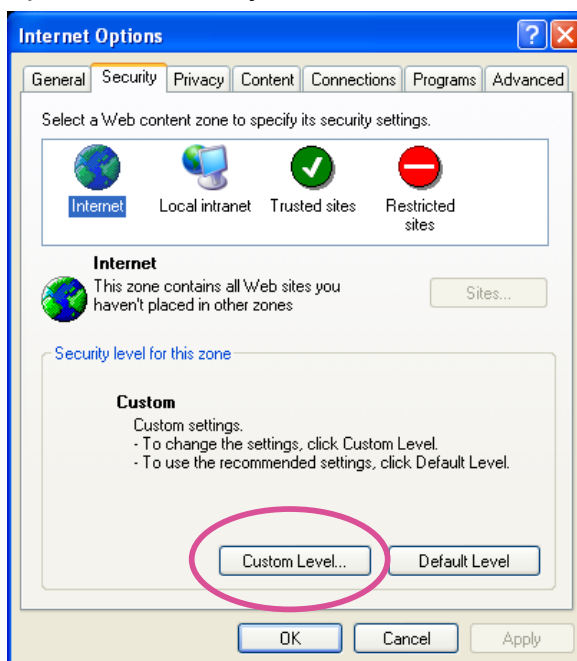 Internet Options
General Security Privacy Content Connections Programs Advanced
Select a Web content zone to specify its security settings.
Internet Local intranet Trusted sites Restricted sites
Internet
This zone contains all Web sites you
haven't placed in other zones
Sites...
Security level for this zone
Custom
Custom settings.
- To change the settings, click Custom Level.
- To use the recommended settings, click Default Level.
Custom Level... Default Level
OK Cancel Apply